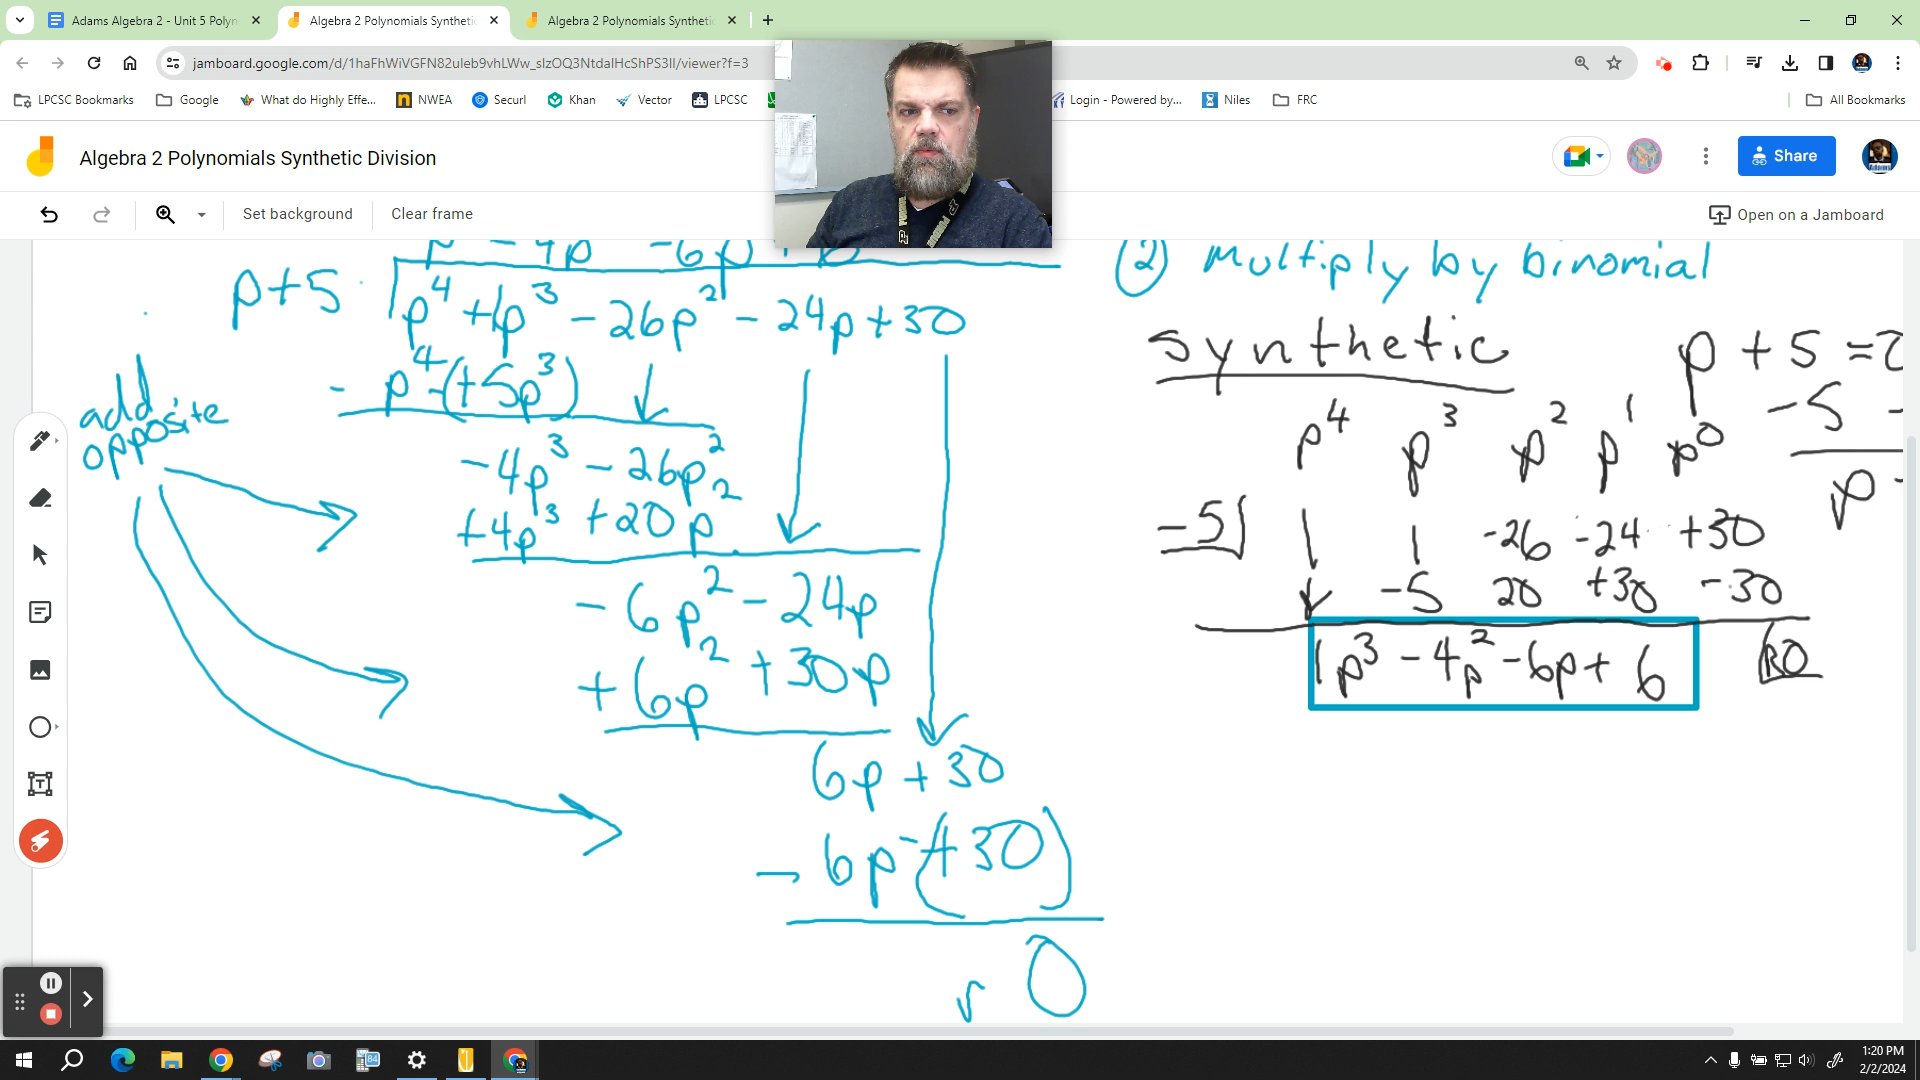 Adams Algebra 2 - Unit 5 Polyn
Algebra 2 Polynomials Synthetic
Algebra 2 Polynomials Synthetic
jamboard.google.com/d/1haFhWiVGFN82uleb9vhLWw_slzOQ3NtdalHcShPS3lI/viewer?f=3
LPCSC Bookmarks
Google
What do Highly Effe...
NWEA
Securl
Khan
Vector
LPCSC
Login - Powered by...
Niles
FRC
All Bookmarks
Algebra 2 Polynomials Synthetic Division
Share
Set background
Clear frame
Open on a Jamboard
② Multiply by binomial
p+5
p⁴ +1p³ - 26p² - 24p +30
- p⁴ -(+5p³)
add
opposite
-4p³ - 26p²
+4p³ +20p²
- 6p² - 24p
+ 6p² +30p
6p +30
- 6p -(+30)
r 0
synthetic
p + 5 =
- 5 -
p⁴ p³ p² p¹ p⁰
p -
-5 | 1 1 -26 -24 +30
-5 20 +30 -30
1p³ - 4p² - 6p + 6 R0
84
1:20 PM
2/2/2024